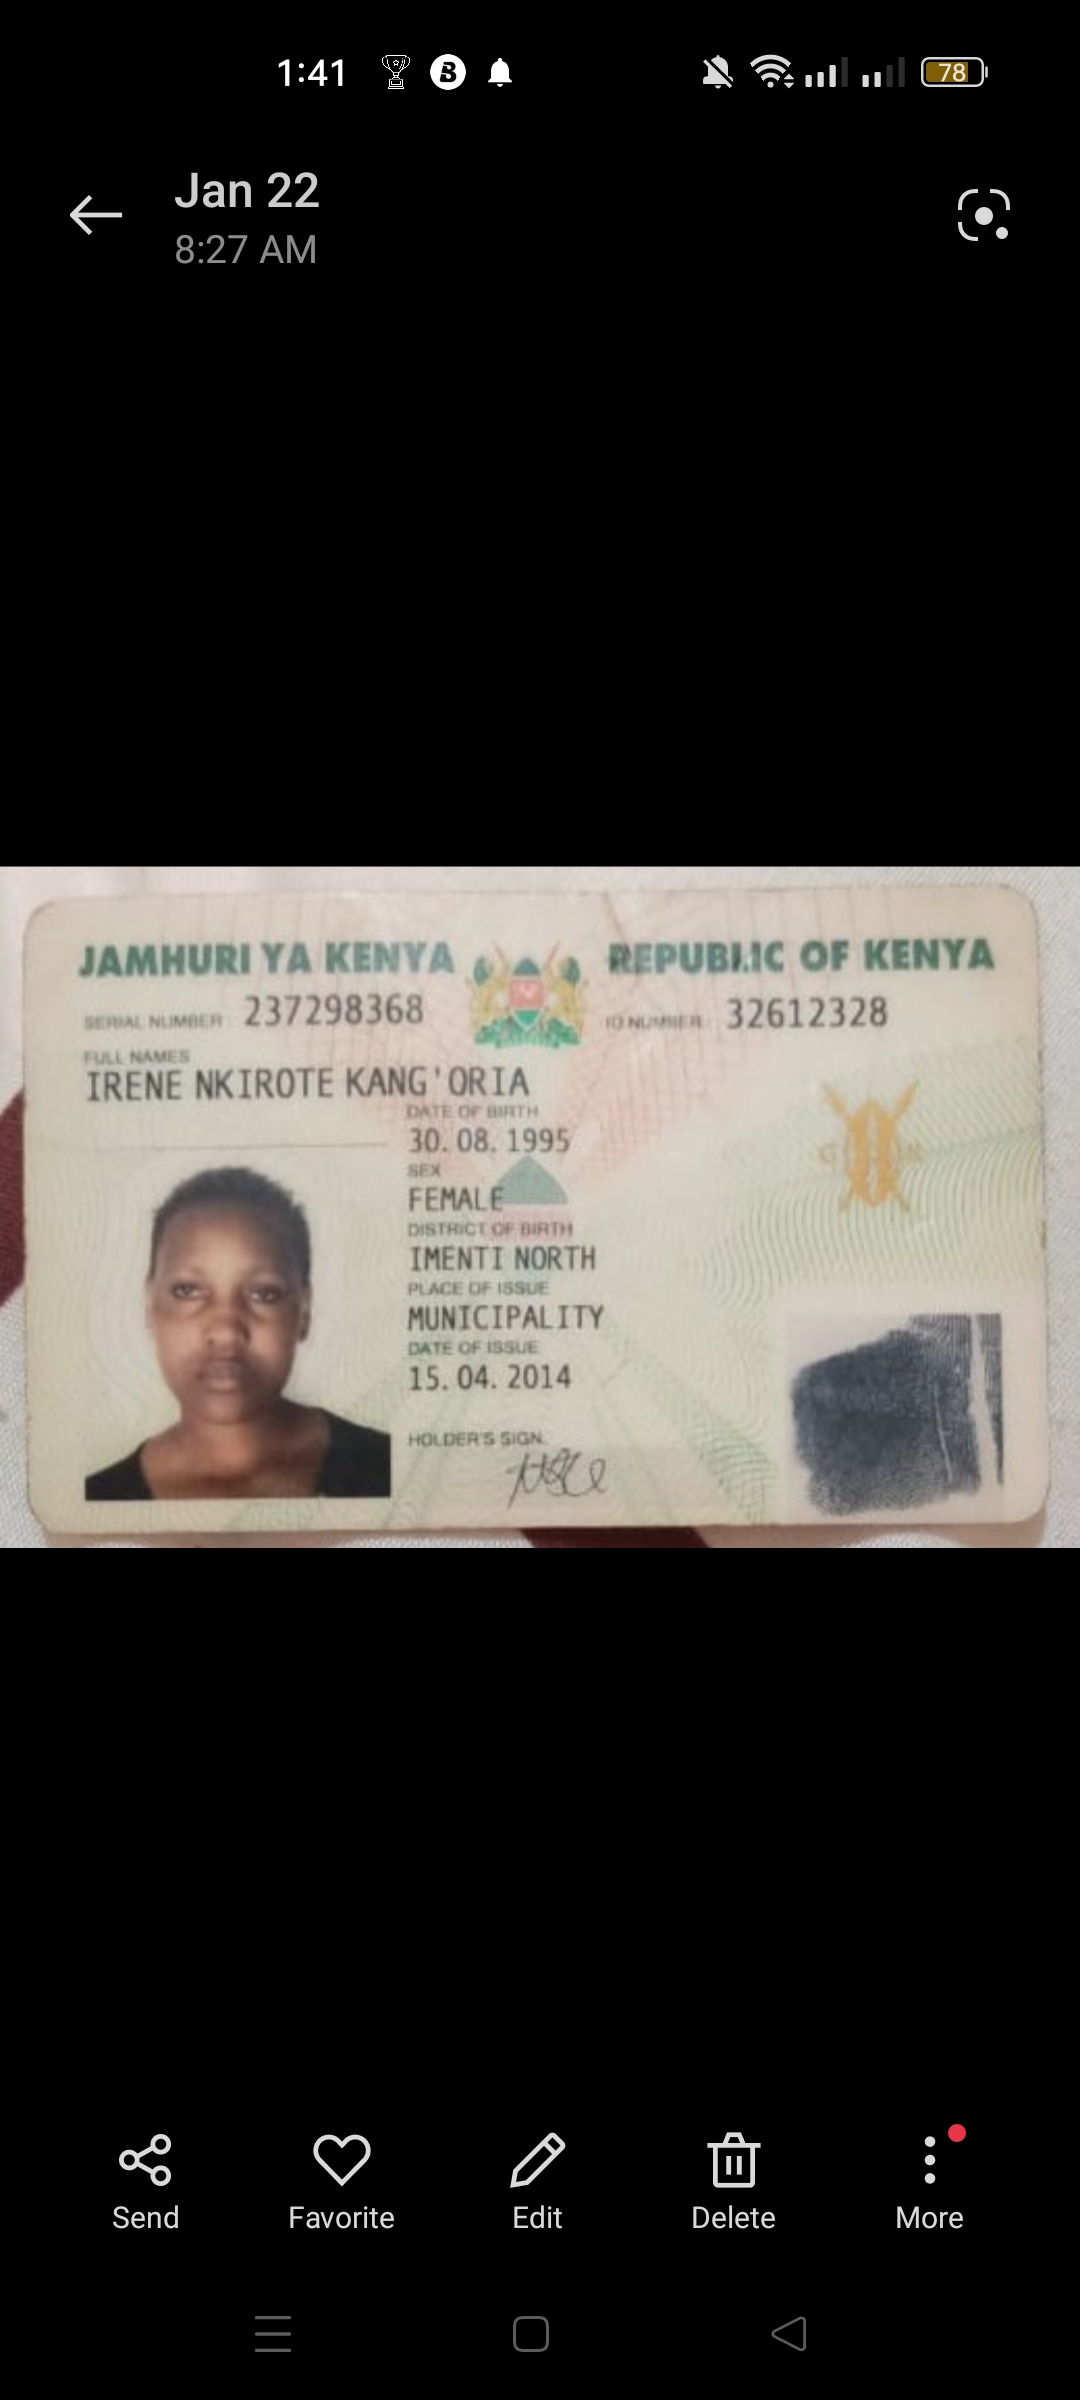 1:41
78
Jan 22
8:27 AM
JAMHURI YA KENYA REPUBLIC OF KENYA
SERIAL NUMBER 237298368 ID NUMBER 32612328
FULL NAMES
IRENE NKIROTE KANG'ORIA
DATE OF BIRTH
30.08.1995
SEX
FEMALE
DISTRICT OF BIRTH
IMENTI NORTH
PLACE OF ISSUE
MUNICIPALITY
DATE OF ISSUE
15.04.2014
HOLDER'S SIGN.
Send Favorite Edit Delete More